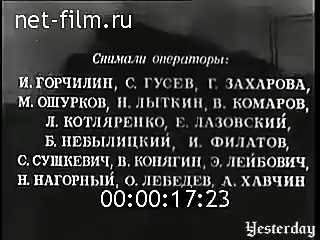 net-film.ru
Снимали операторы:
И. ГОРЧИЛИН, С. ГУСЕВ, Г. ЗАХАРОВА,
М. ОШУРКОВ, Н. ЛЫТКИН, В. КОМАРОВ,
Л. КОТЛЯРЕНКО, Е. ЛАЗОВСКИЙ,
Б. НЕБЫЛИЦКИЙ, И. ФИЛАТОВ,
О. СУЩКЕВИЧ, В. КОНЯГИН, Э. ЛЕЙБОВИЧ,
Н. НАГОРНЫЙ, О. ЛЕБЕДЕВ, А. ХАВЧИН
00:00:17:23
Yesterday